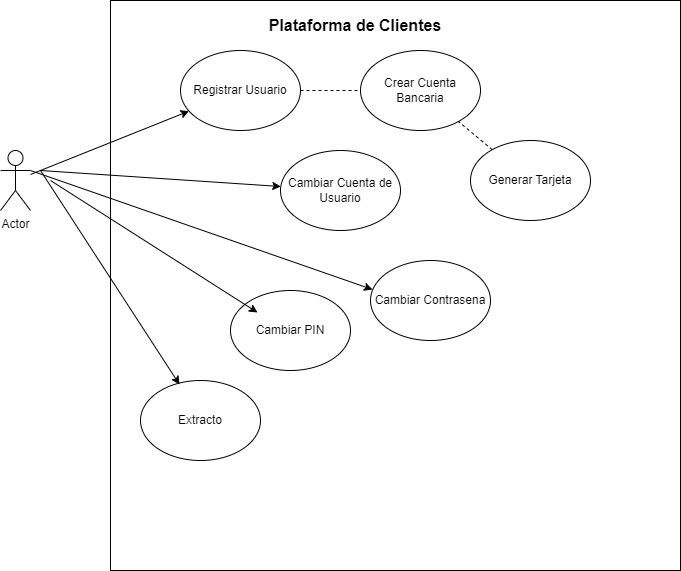 Plataforma de Clientes
Registrar Usuario
Crear Cuenta
Bancaria
Generar Tarjeta
Cambiar Cuenta de
Usuario
Actor
Cambiar Contrasena
Cambiar PIN
Extracto